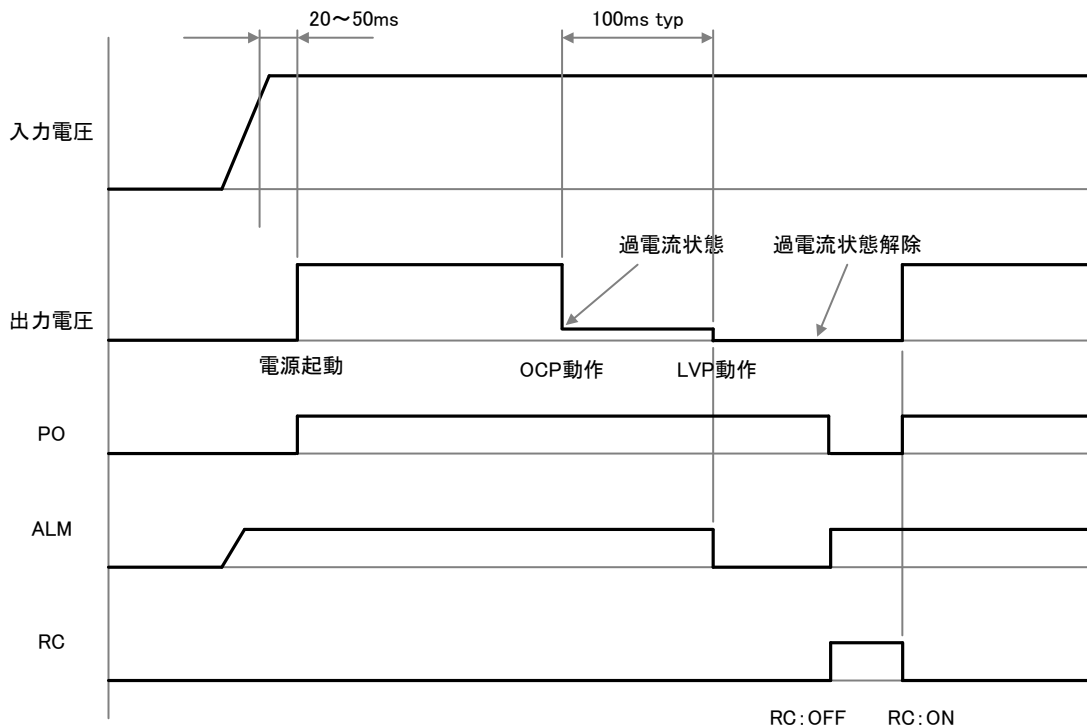 20～50ms
100ms typ
入力電圧
過電流状態
過電流状態解除
出力電圧
電源起動
OCP動作
LVP動作
PO
ALM
RC
RC：OFF
RC：ON